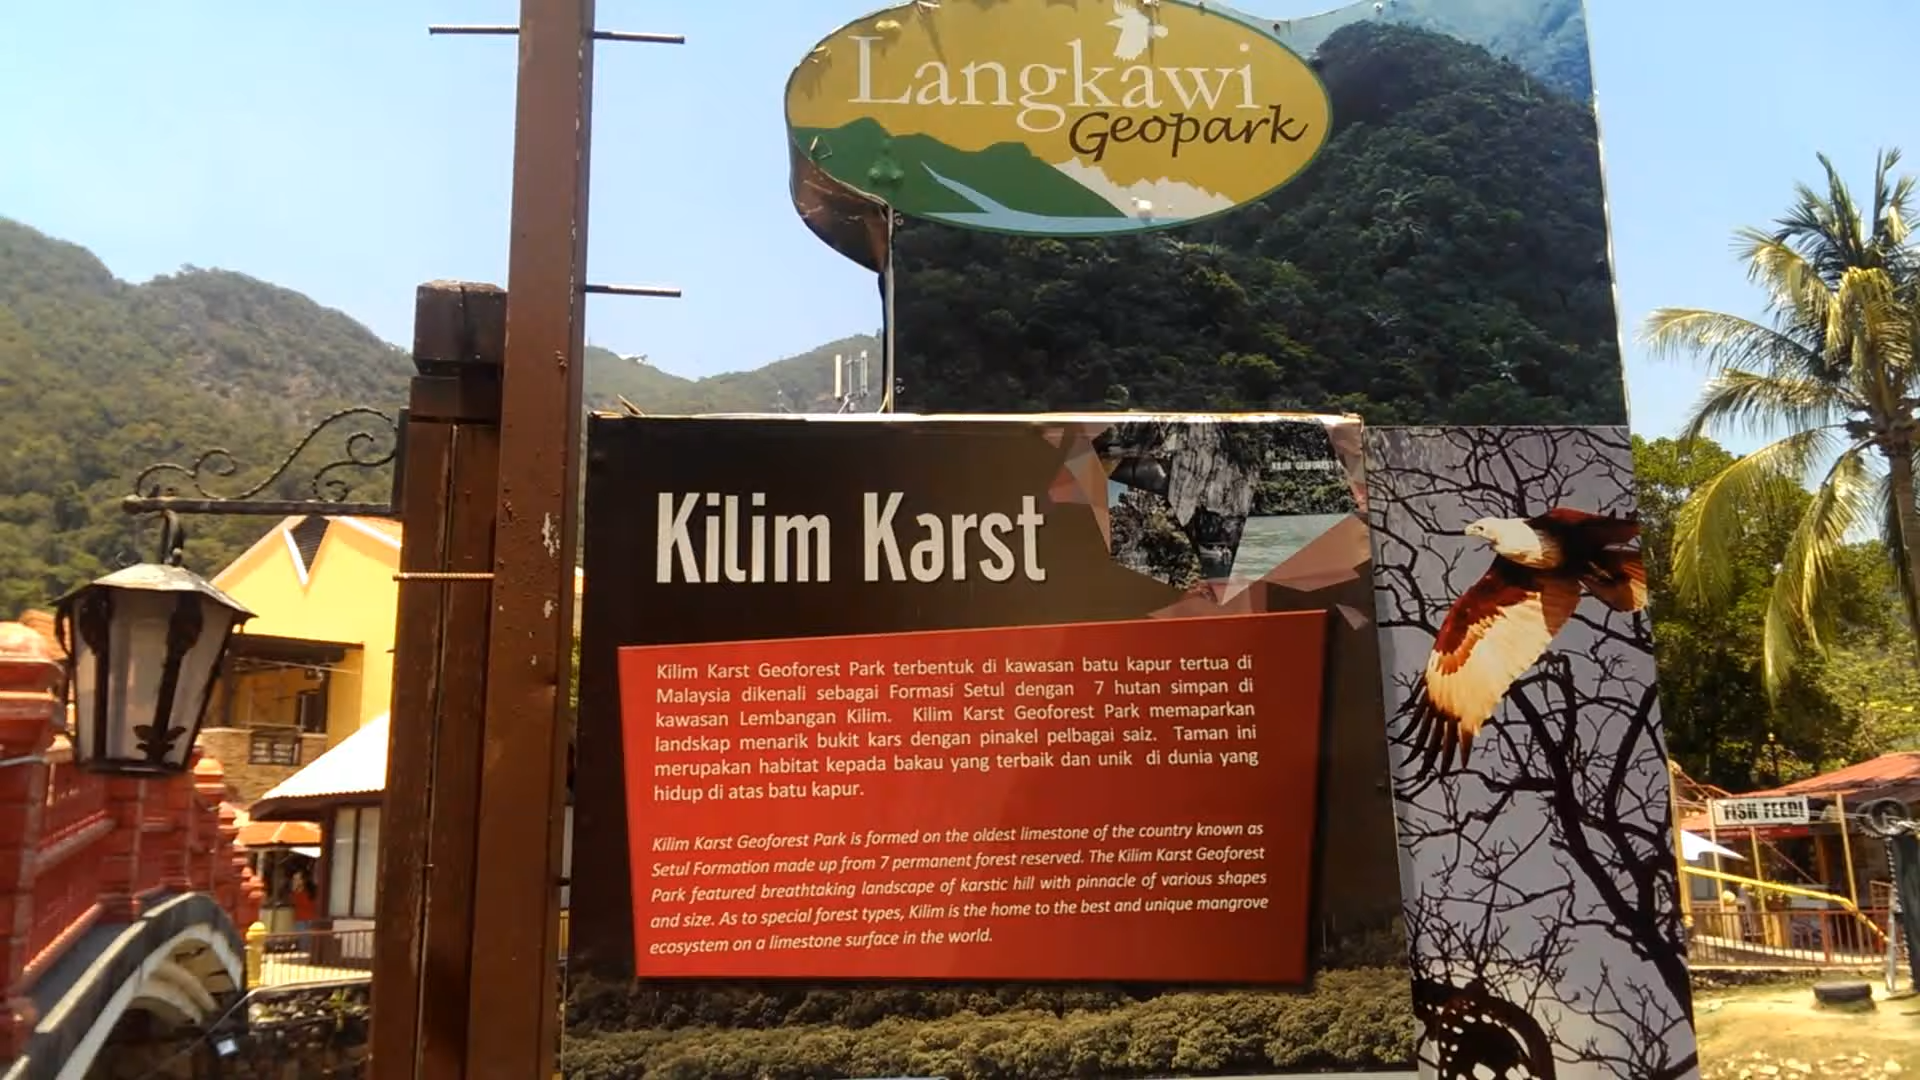 Langkawi
Geopark
KILIM GEOFOREST
Kilim Karst
Kilim Karst Geoforest Park terbentuk di kawasan batu kapur tertua di
Malaysia dikenali sebagai Formasi Setul dengan 7 hutan simpan di
kawasan Lembangan Kilim. Kilim Karst Geoforest Park memaparkan
landskap menarik bukit kars dengan pinakel pelbagai saiz. Taman ini
merupakan habitat kepada bakau yang terbaik dan unik di dunia yang
hidup di atas batu kapur.
Kilim Karst Geoforest Park is formed on the oldest limestone of the country known as
Setul Formation made up from 7 permanent forest reserved. The Kilim Karst Geoforest
Park featured breathtaking landscape of karstic hill with pinnacle of various shapes
and size. As to special forest types, Kilim is the home to the best and unique mangrove
ecosystem on a limestone surface in the world.
FISH FEED!